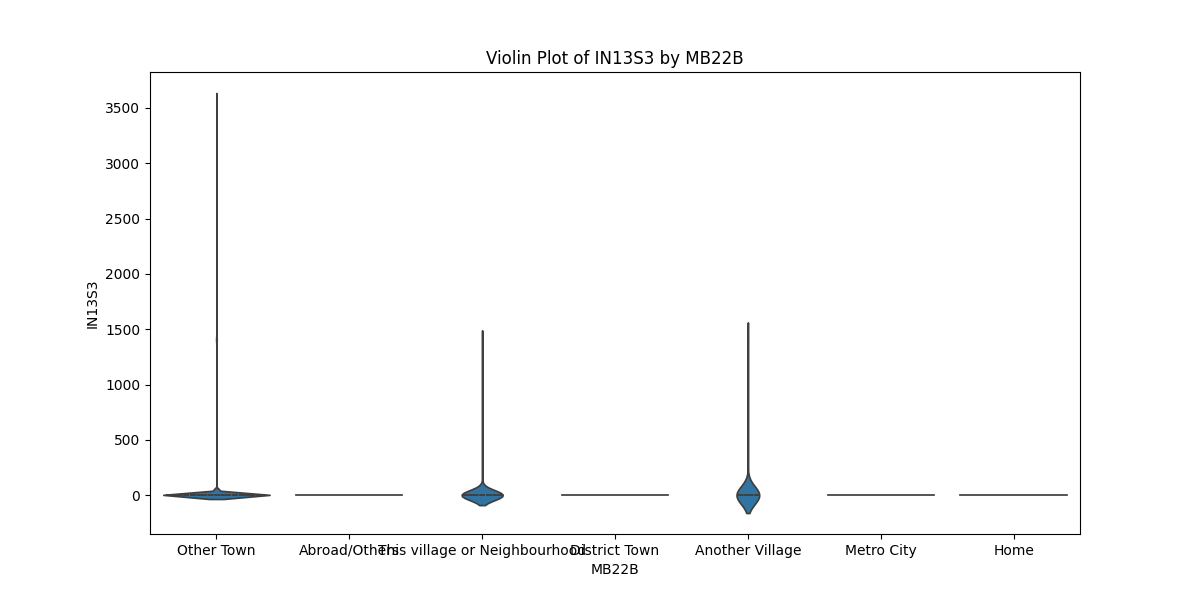 Violin Plot of IN13S3 by MB22B
IN13S3
3500
3000
2500
2000
1500
1000
500
0
Other Town
Abroad/Others
This village or Neighbourhood
District Town
Another Village
Metro City
Home
MB22B